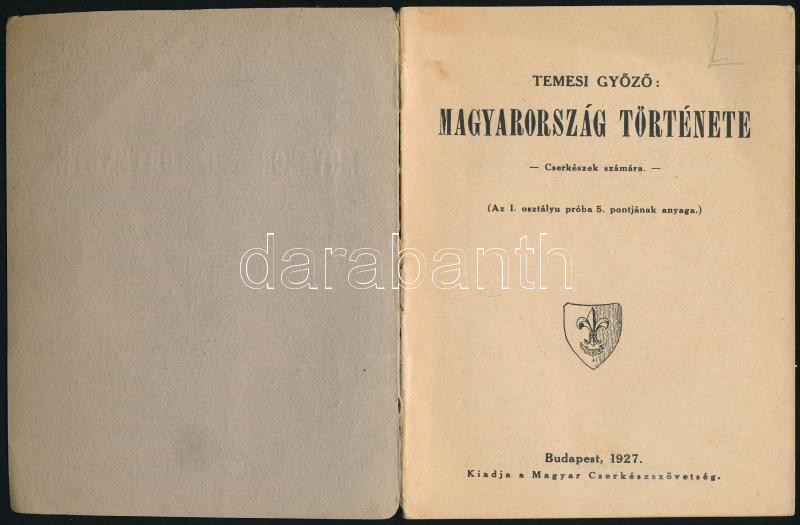 TEMESI GYŐZŐ:
MAGYARORSZÁG TÖRTÉNETE
— Cserkészek számára. —
(Az I. osztályu próba 5. pontjának anyaga.)
darabanth
Budapest, 1927.
Kiadja a Magyar Cserkészszövetség.